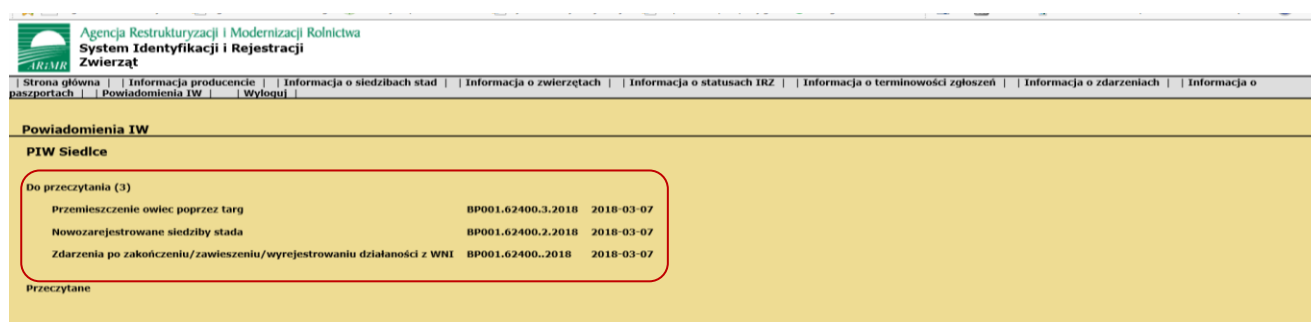 Agencja Restrukturyzacji i Modernizacji Rolnictwa
System Identyfikacji i Rejestracji
Zwierząt
ARiMR
| Strona główna | | Informacja producencie | | Informacja o siedzibach stad | | Informacja o zwierzętach | | Informacja o statusach IRZ | | Informacja o terminowości zgłoszeń | | Informacja o zdarzeniach | | Informacja o
paszportach | | Powiadomienia IW | | Wyloguj |
Powiadomienia IW
PIW Siedlce
Do przeczytania (3)
Przemieszczenie owiec poprzez targ BP001.62400.3.2018 2018-03-07
Nowozarejestrowane siedziby stada BP001.62400.2.2018 2018-03-07
Zdarzenia po zakończeniu/zawieszeniu/wyrejestrowaniu działaności z WNI BP001.62400..2018 2018-03-07
Przeczytane